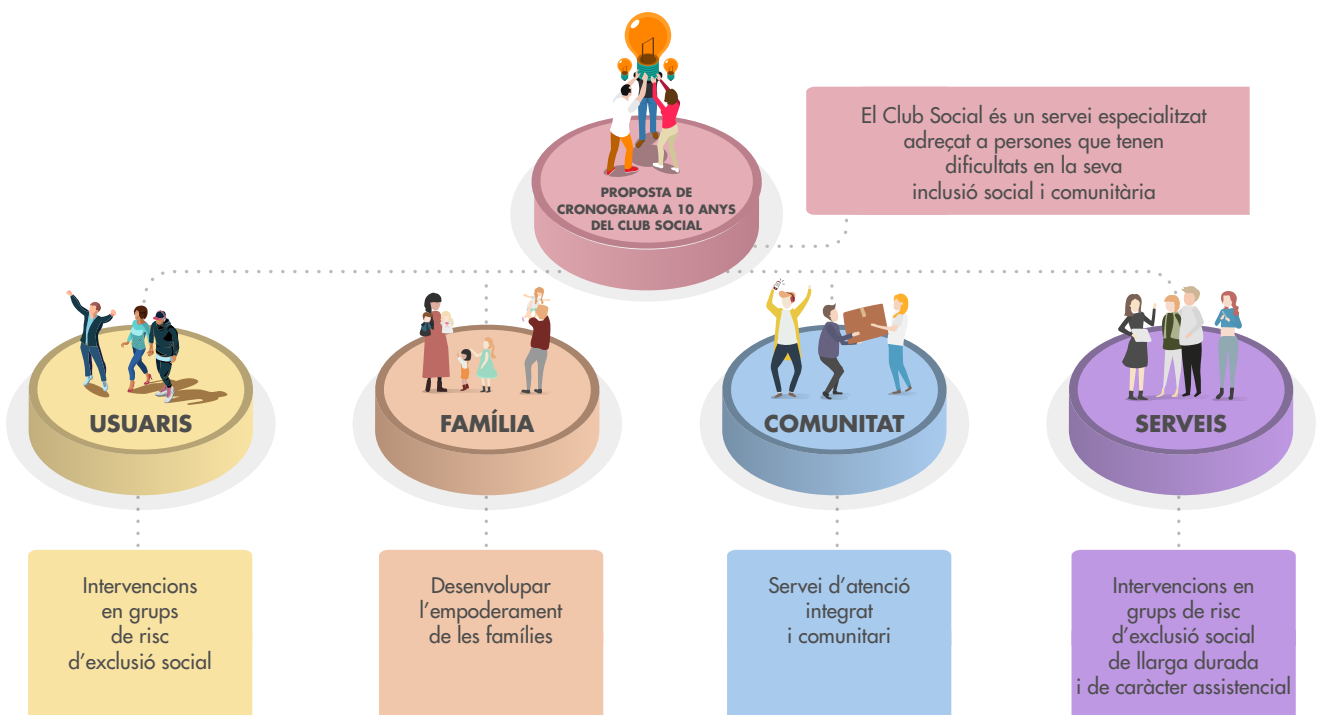 PROPOSTA DE
CRONOGRAMA A 10 ANYS
DEL CLUB SOCIAL
El Club Social és un servei especialitzat
adreçat a persones que tenen
dificultats en la seva
inclusió social i comunitària
USUARIS
FAMÍLIA
COMUNITAT
SERVEIS
Intervencions
en grups
de risc
d'exclusió social
Desenvolupar
l'empoderament
de les famílies
Servei d'atenció
integrat
i comunitari
Intervencions en
grups de risc
d'exclusió social
de llarga durada
i de caràcter assistencial